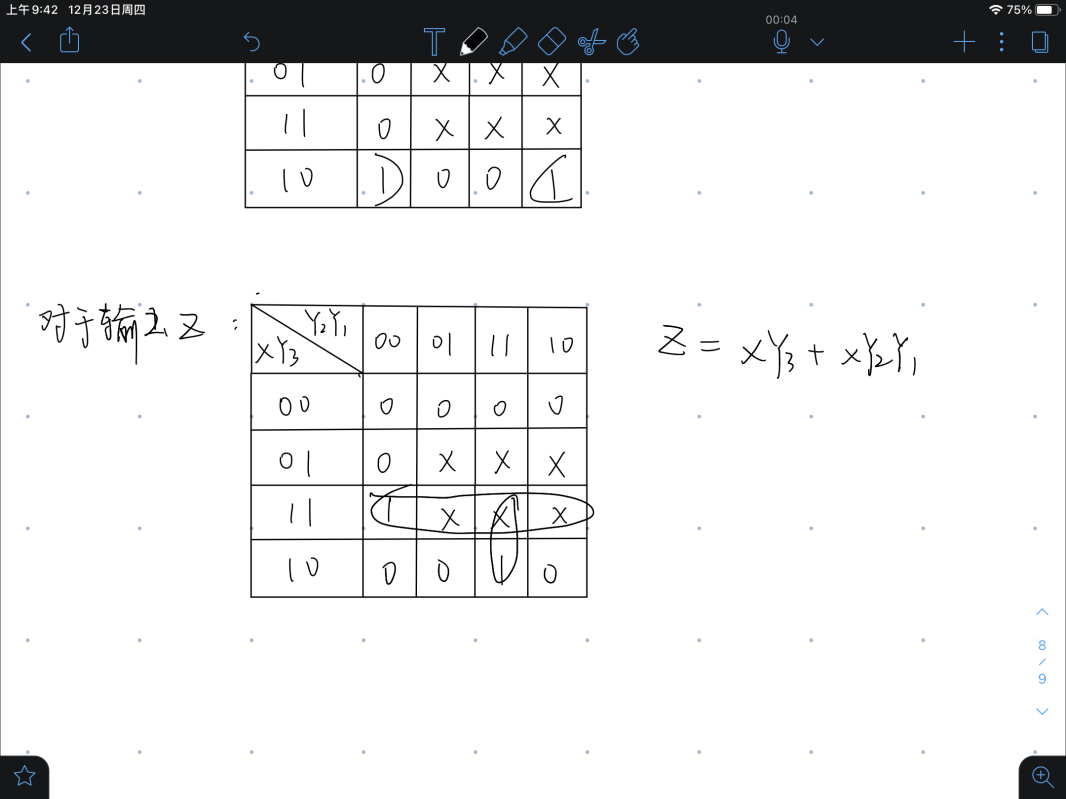 上午9:42 12月23日周四
75%
00:04
T
01 0 X X X
11 0 X X X
10 1 0 0 1
对于输出Z:
Y₂Y₁
XY₃
00 01 11 10
00 0 0 0 0
01 0 X X X
11 1 X X X
10 0 0 1 0
Z = XY₃ + XY₂Y₁
8
/
9